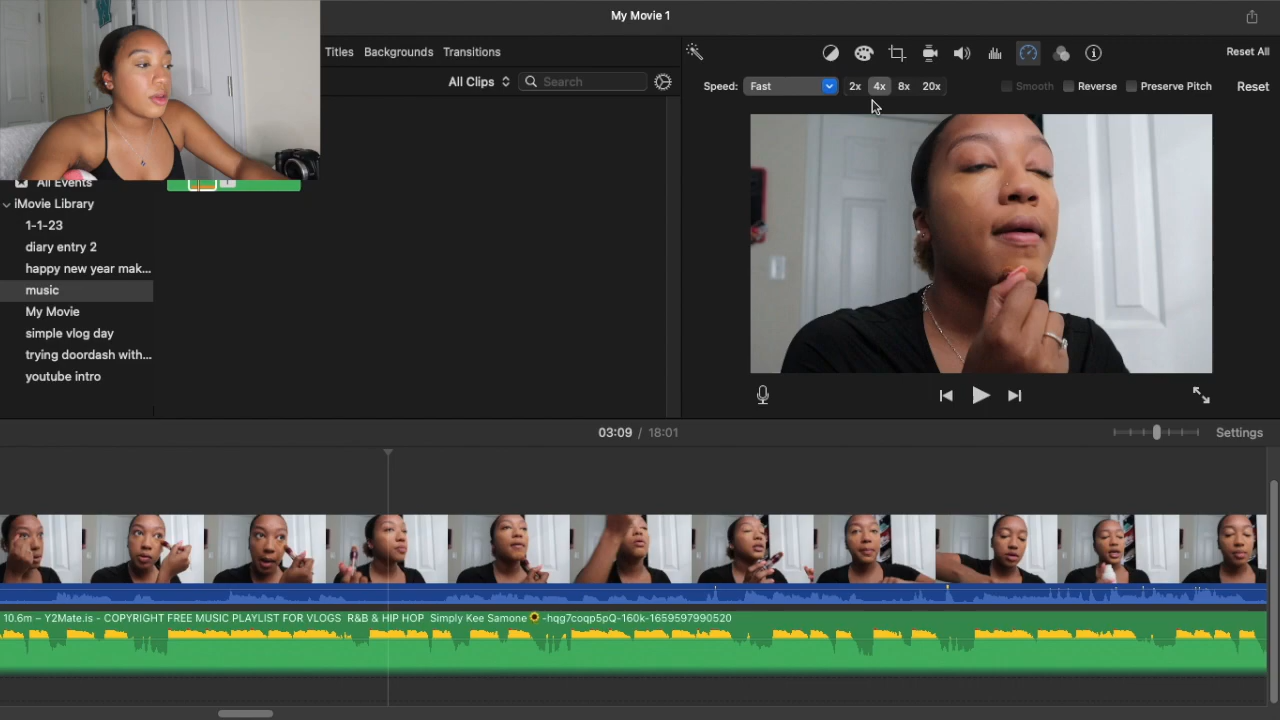 My Movie 1
Titles Backgrounds Transitions
Reset All
All Clips Search
Speed: Fast 2x 4x 8x 20x Smooth Reverse Preserve Pitch Reset
All Events
iMovie Library
1-1-23
diary entry 2
happy new year mak...
music
My Movie
simple vlog day
trying doordash with...
youtube intro
03:09 / 18:01
Settings
10.6m – Y2Mate.is - COPYRIGHT FREE MUSIC PLAYLIST FOR VLOGS R&B & HIP HOP Simply Kee Samone🌻-hqg7coqp5pQ-160k-1659597990520